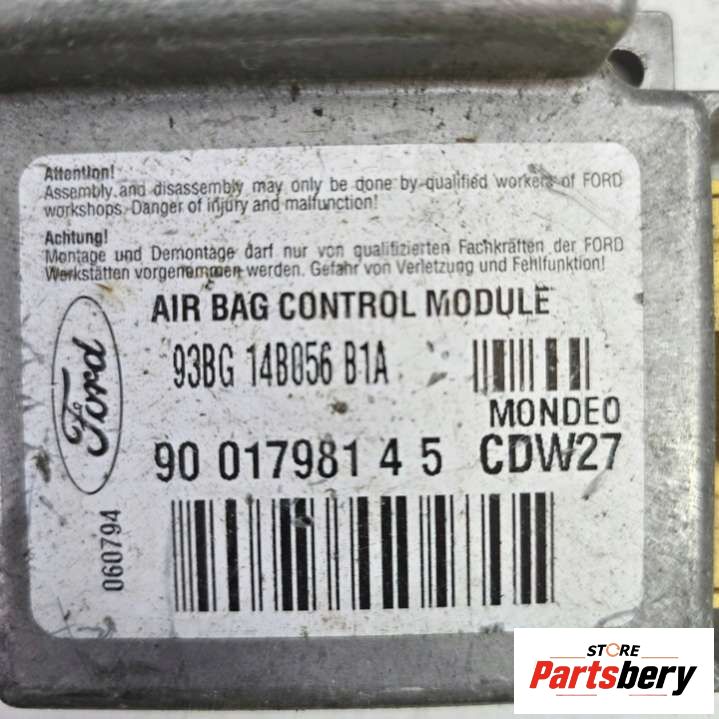 Attention!
Assembly and disassembly may only be done by qualified workers of FORD
workshops. Danger of injury and malfunction!
Achtung!
Montage und Demontage darf nur von qualifizierten Fachkräften der FORD
Werkstätten vorgenommen werden. Gefahr von Verletzung und Fehlfunktion!
AIR BAG CONTROL MODULE
Ford
93BG 14B056 B1A
MONDEO
90 017981 4 5 CDW27
060794
STORE
Partsbery